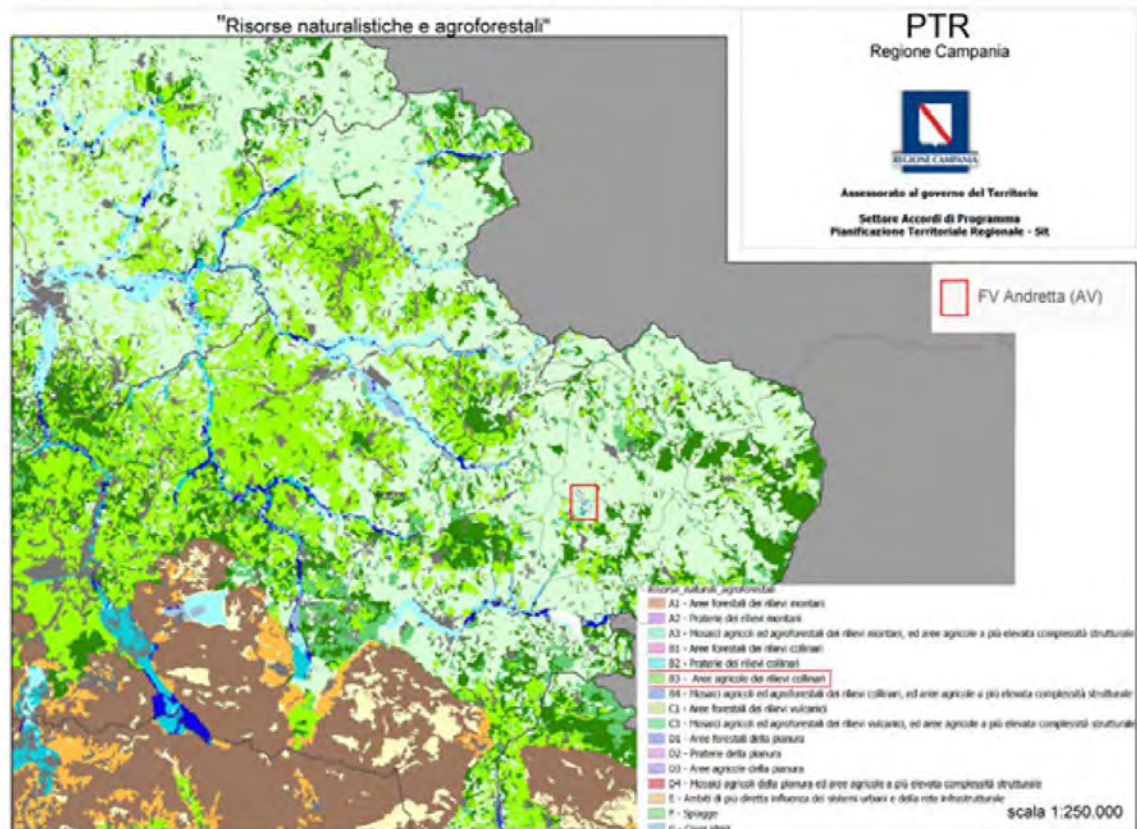 "Risorse naturalistiche e agroforestali"
PTR
Regione Campania
REGIONE CAMPANIA
Assessorato al governo del Territorio
Settore Accordi di Programma
Pianificazione Territoriale Regionale - Sit
FV Andretta (AV)
Risorse_naturali_agroforestali
A1 - Aree forestali dei rilievi montani
A2 - Praterie dei rilievi montani
A3 - Mosaici agricoli ed agroforestali dei rilievi montani, ed aree agricole a più elevata complessità strutturale
B1 - Aree forestali dei rilievi collinari
B2 - Praterie dei rilievi collinari
B3 - Aree agricole dei rilievi collinari
B4 - Mosaici agricoli ed agroforestali dei rilievi collinari, ed aree agricole a più elevata complessità strutturale
C1 - Aree forestali dei rilievi vulcanici
C3 - Mosaici agricoli ed agroforestali dei rilievi vulcanici, ed aree agricole a più elevata complessità strutturale
D1 - Aree forestali della pianura
D2 - Praterie della pianura
D3 - Aree agricole della pianura
D4 - Mosaici agricoli della pianura ed aree agricole a più elevata complessità strutturale
E - Ambiti di più diretta influenza dei sistemi urbani e della rete infrastrutturale
F - Spiagge
scala 1:250.000